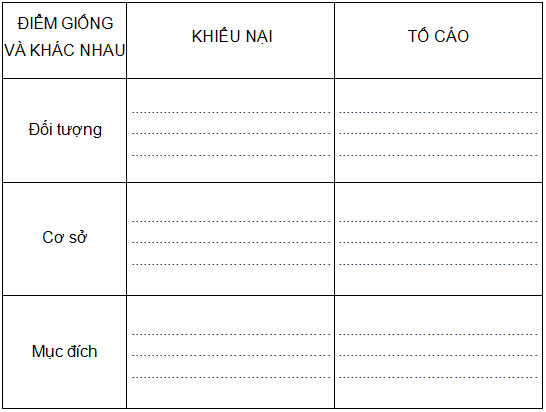 ĐIỂM GIỐNG
VÀ KHÁC NHAU
KHIẾU NẠI
TỐ CÁO
Đối tượng
Cơ sở
Mục đích